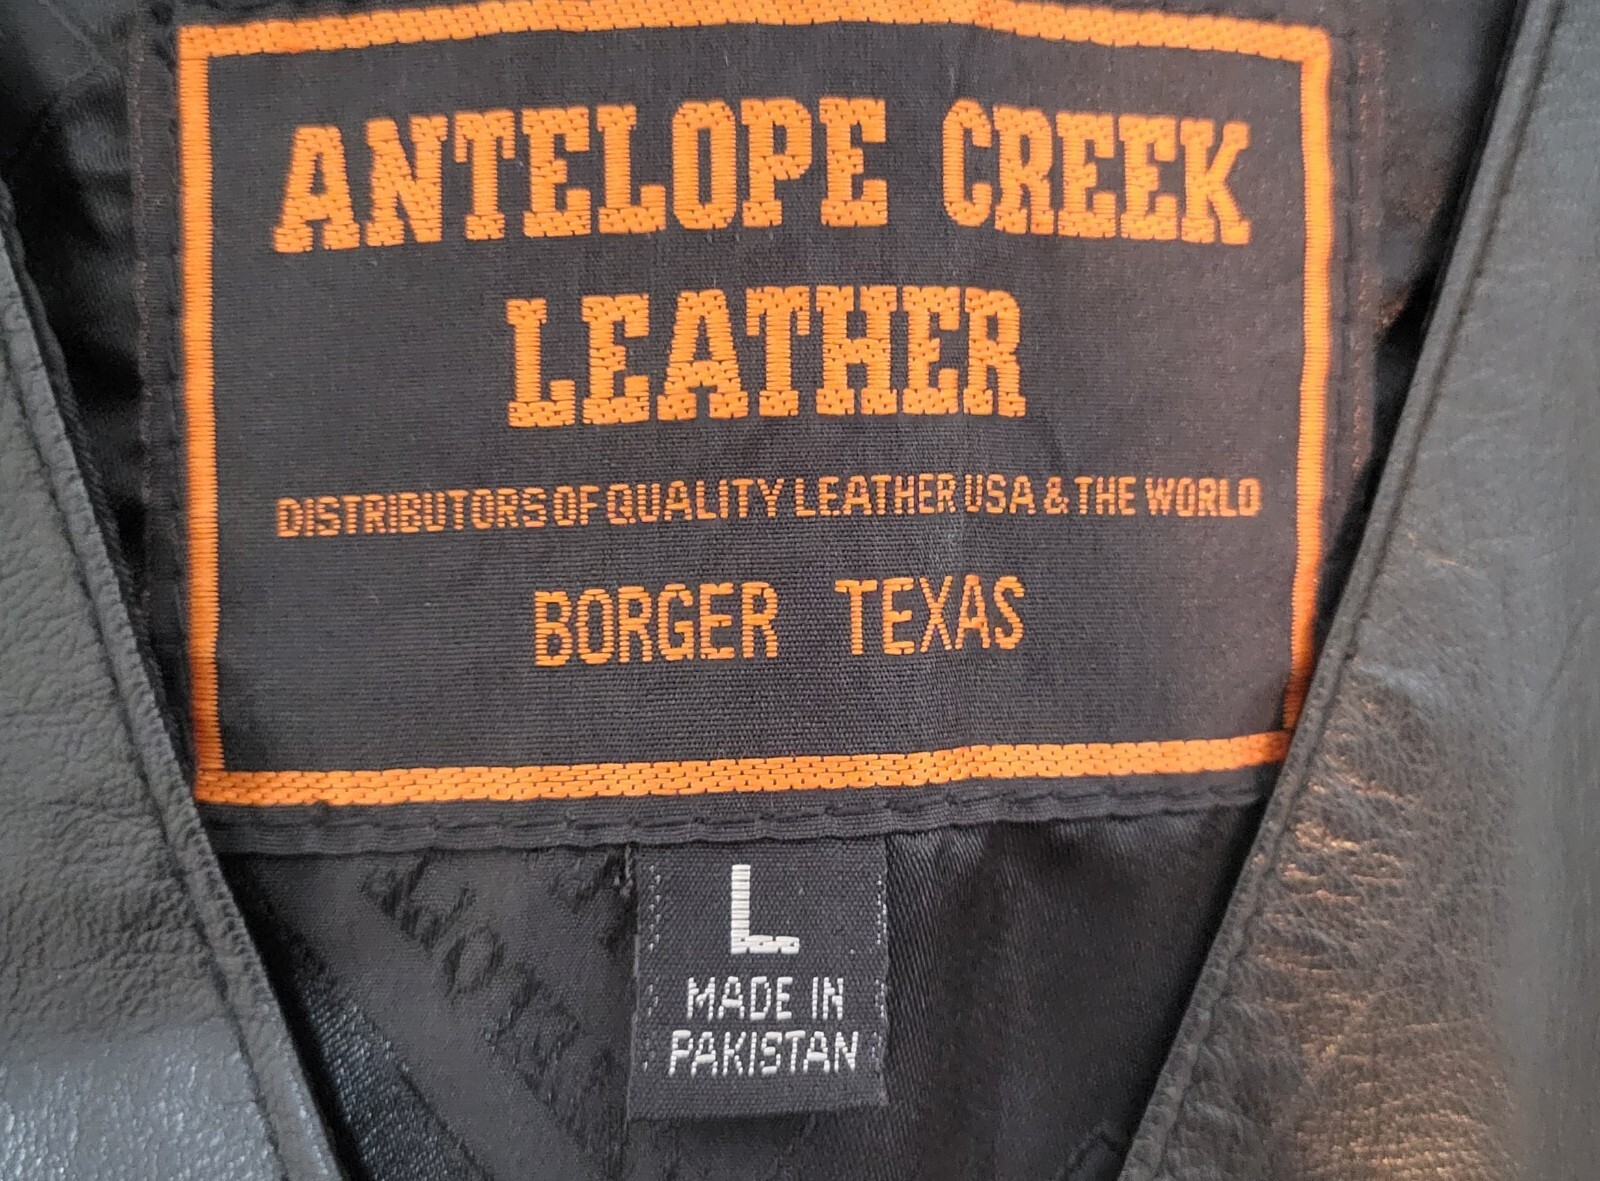 ANTELOPE CREEK
LEATHER
DISTRIBUTORS OF QUALITY LEATHER USA & THE WORLD
BORGER TEXAS
L
MADE IN
PAKISTAN